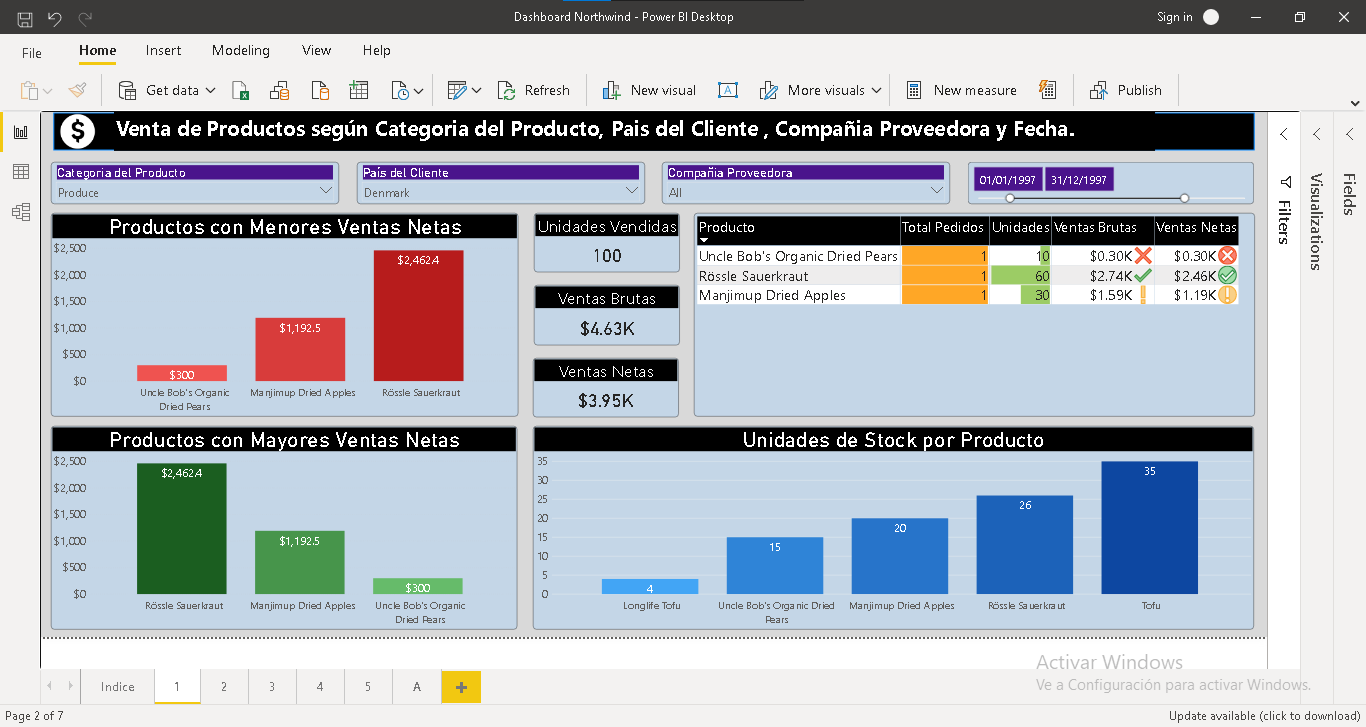 Dashboard Northwind - Power BI Desktop
Sign in
File
Home
Insert
Modeling
View
Help
Get data
Refresh
New visual
More visuals
New measure
Publish
$ Venta de Productos según Categoria del Producto, Pais del Cliente , Compañia Proveedora y Fecha.
Categoria del Producto
Produce
País del Cliente
Denmark
Compañia Proveedora
All
01/01/1997
31/12/1997
Productos con Menores Ventas Netas
$2,500
$2,000
$1,500
$1,000
$500
$0
$300
$1,192.5
$2,462.4
Uncle Bob's Organic
Dried Pears
Manjimup Dried Apples
Rössle Sauerkraut
Unidades Vendidas
100
Ventas Brutas
$4.63K
Ventas Netas
$3.95K
Producto Total Pedidos Unidades Ventas Brutas Ventas Netas
Uncle Bob's Organic Dried Pears 1 10 $0.30K $0.30K
Rössle Sauerkraut 1 60 $2.74K $2.46K
Manjimup Dried Apples 1 30 $1.59K $1.19K
Productos con Mayores Ventas Netas
$2,500
$2,000
$1,500
$1,000
$500
$0
$2,462.4
$1,192.5
$300
Rössle Sauerkraut
Manjimup Dried Apples
Uncle Bob's Organic
Dried Pears
Unidades de Stock por Producto
35
30
25
20
15
10
5
0
4
15
20
26
35
Longlife Tofu
Uncle Bob's Organic Dried
Pears
Manjimup Dried Apples
Rössle Sauerkraut
Tofu
Filters
Visualizations
Fields
Activar Windows
Ve a Configuración para activar Windows.
Indice
1
2
3
4
5
A
Page 2 of 7
Update available (click to download)